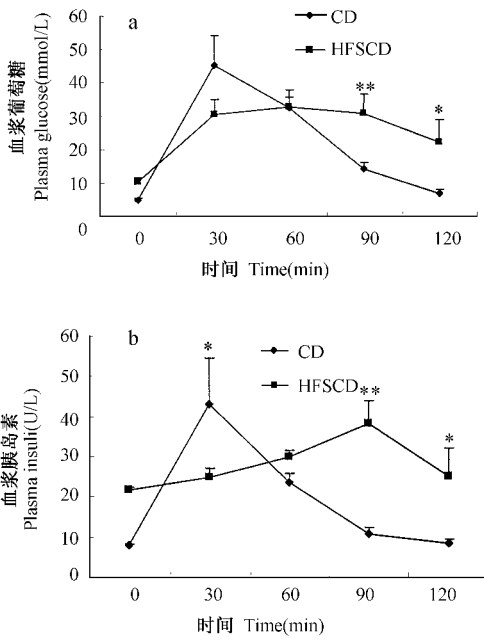 a
CD
HFSCD
60
50
40
30
20
10
0
血浆葡萄糖
Plasma glucose(mmol/L)
**
*
0 30 60 90 120
时间 Time(min)
b
CD
HFSCD
60
50
40
30
20
10
0
血浆胰岛素
Plasma insuli(U/L)
*
**
*
0 30 60 90 120
时间 Time(min)